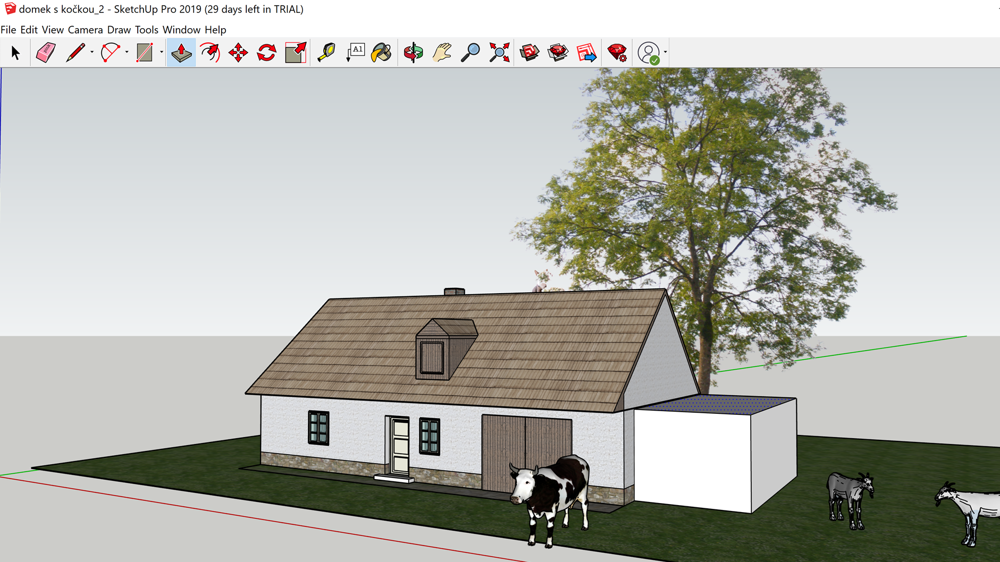 domek s kočkou_2 - SketchUp Pro 2019 (29 days left in TRIAL)
File Edit View Camera Draw Tools Window Help
pink
A1